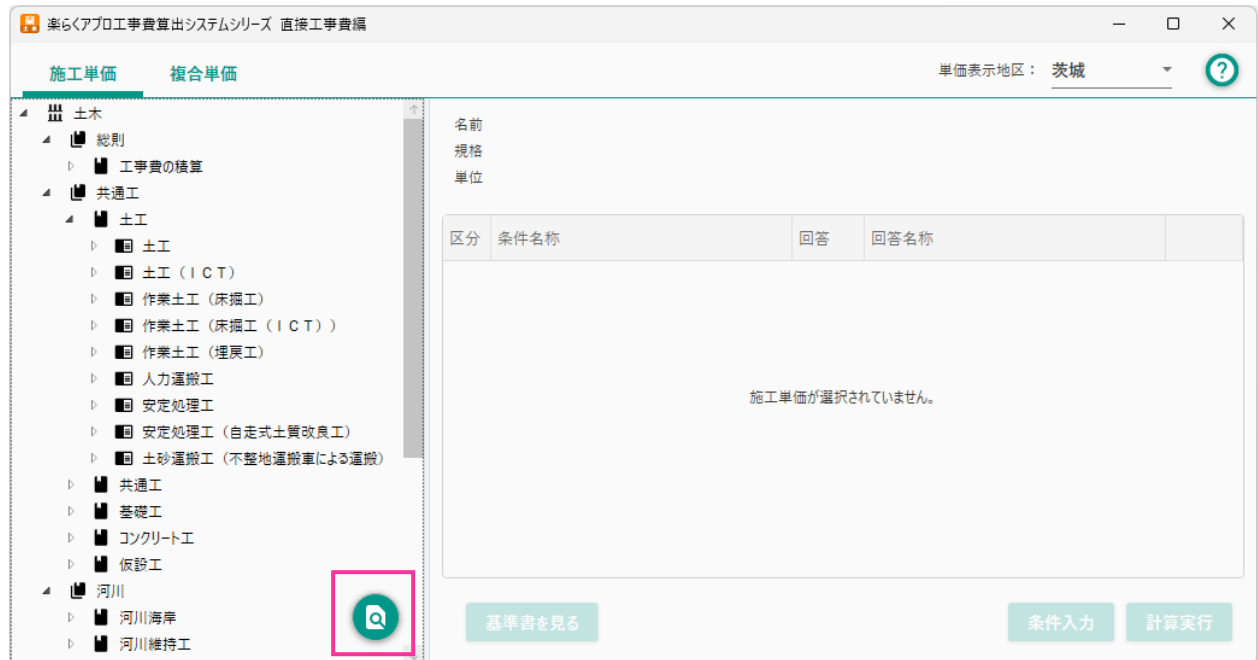 楽らくアプロ工事費算出システムシリーズ 直接工事費編
施工単価 複合単価
単価表示地区： 茨城
土木
総則
工事費の積算
共通工
土工
土工
土工（ＩＣＴ）
作業土工（床掘工）
作業土工（床掘工（ＩＣＴ））
作業土工（埋戻工）
人力運搬工
安定処理工
安定処理工（自走式土質改良工）
土砂運搬工（不整地運搬車による運搬）
共通工
基礎工
コンクリート工
仮設工
河川
河川海岸
河川維持工
名前
規格
単位
区分 条件名称 回答 回答名称
施工単価が選択されていません。
基準書を見る 条件入力 計算実行